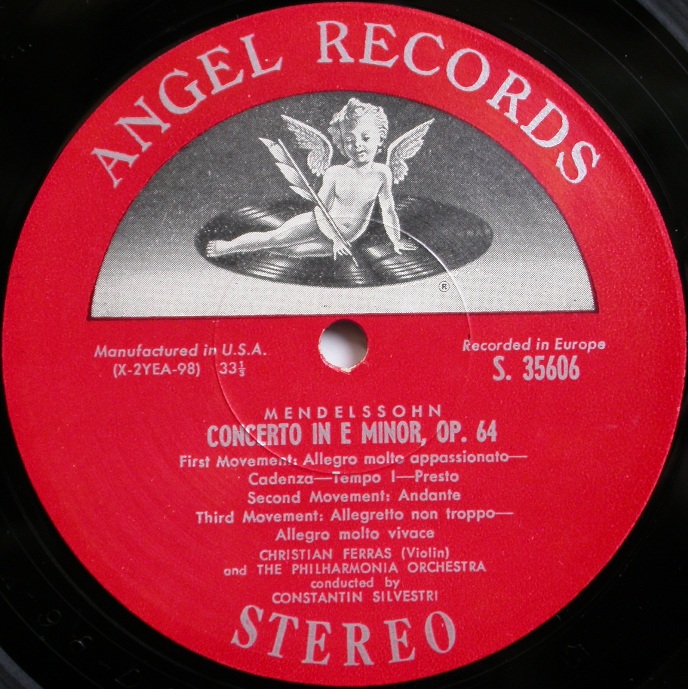 ANGEL RECORDS
®
Manufactured in U.S.A.
(X-2YEA-98) 33⅓
Recorded in Europe
S. 35606
MENDELSSOHN
CONCERTO IN E MINOR, OP. 64
First Movement: Allegro molto appassionato—
Cadenza—Tempo I—Presto
Second Movement: Andante
Third Movement: Allegretto non troppo—
Allegro molto vivace
CHRISTIAN FERRAS (Violin)
and THE PHILHARMONIA ORCHESTRA
conducted by
CONSTANTIN SILVESTRI
STEREO